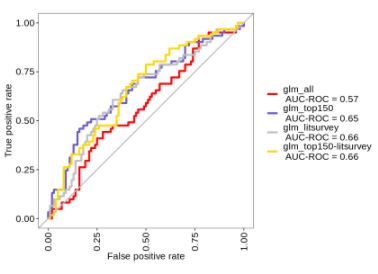 1.00
0.75
0.50
0.25
0.00
True positive rate
0.00
0.25
0.50
0.75
1.00
False positive rate
glm_all
AUC-ROC = 0.57
glm_top150
AUC-ROC = 0.65
glm_litsurvey
AUC-ROC = 0.66
glm_top150-litsurvey
AUC-ROC = 0.66